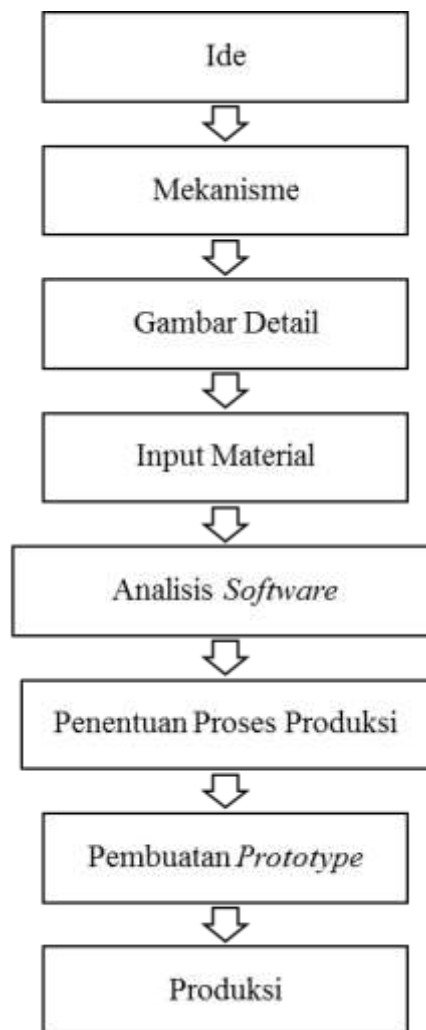 Ide
Mekanisme
Gambar Detail
Input Material
Analisis Software
Penentuan Proses Produksi
Pembuatan Prototype
Produksi